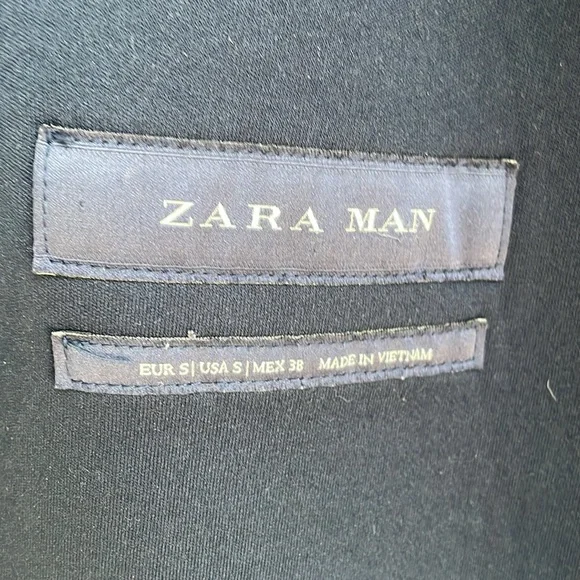 ZARA MAN
EUR S | USA S | MEX 38 MADE IN VIETNAM